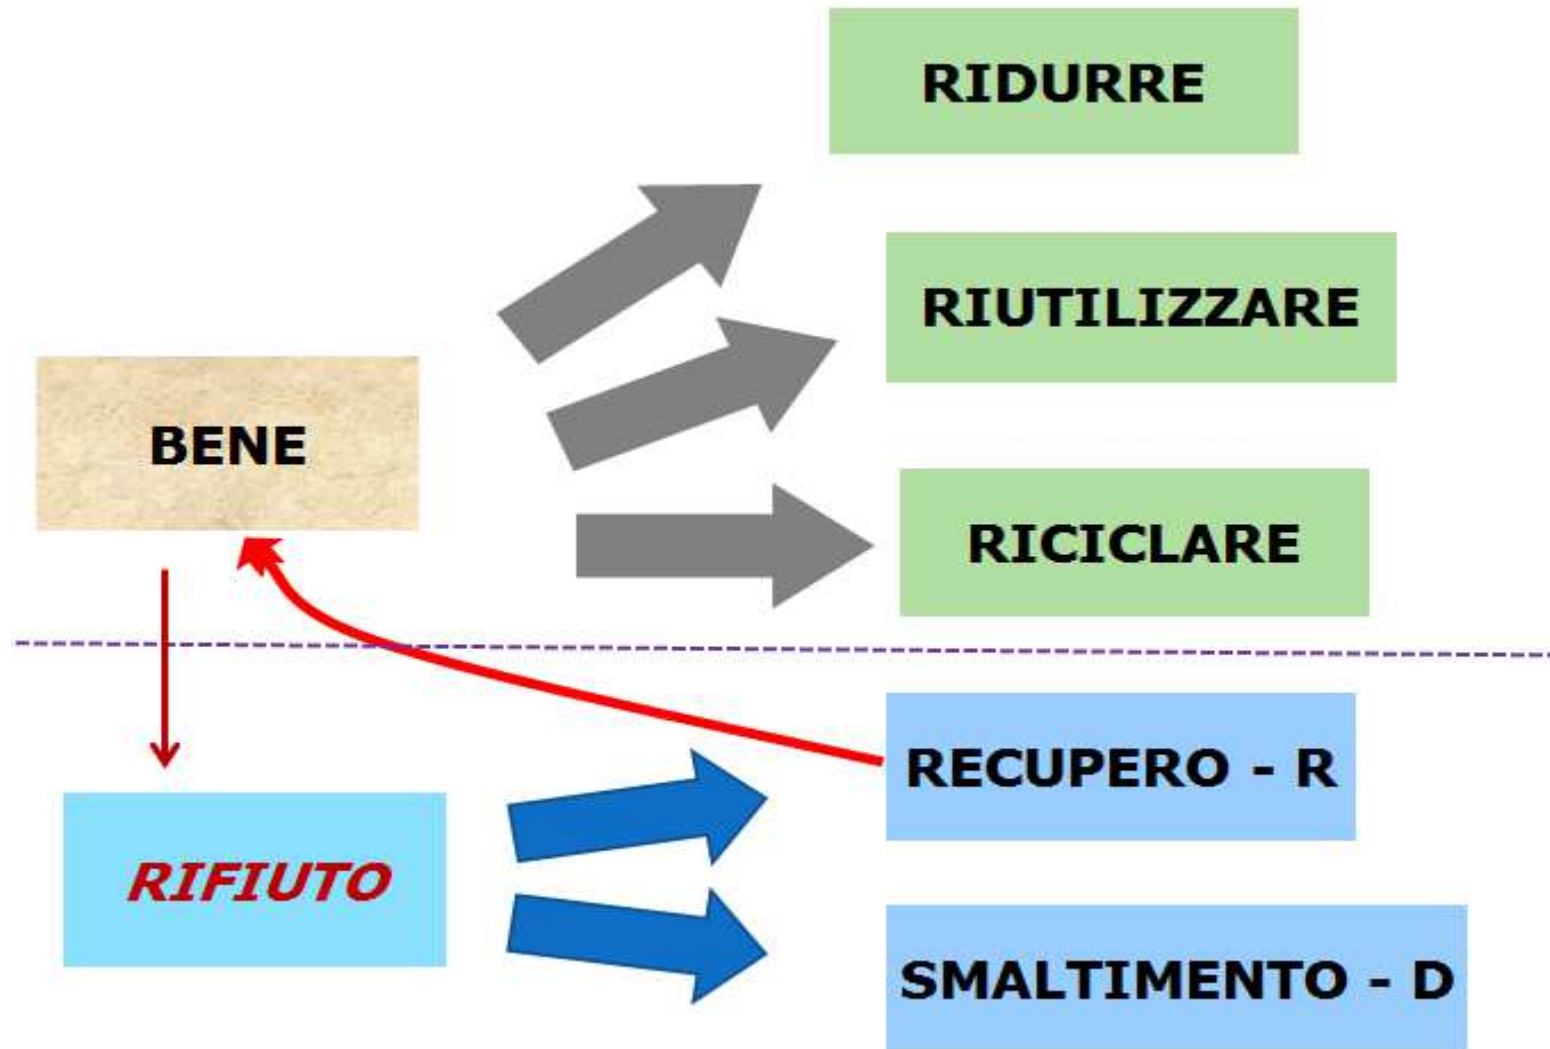 RIDURRE
RIUTILIZZARE
BENE
RICICLARE
RECUPERO - R
RIFIUTO
SMALTIMENTO - D